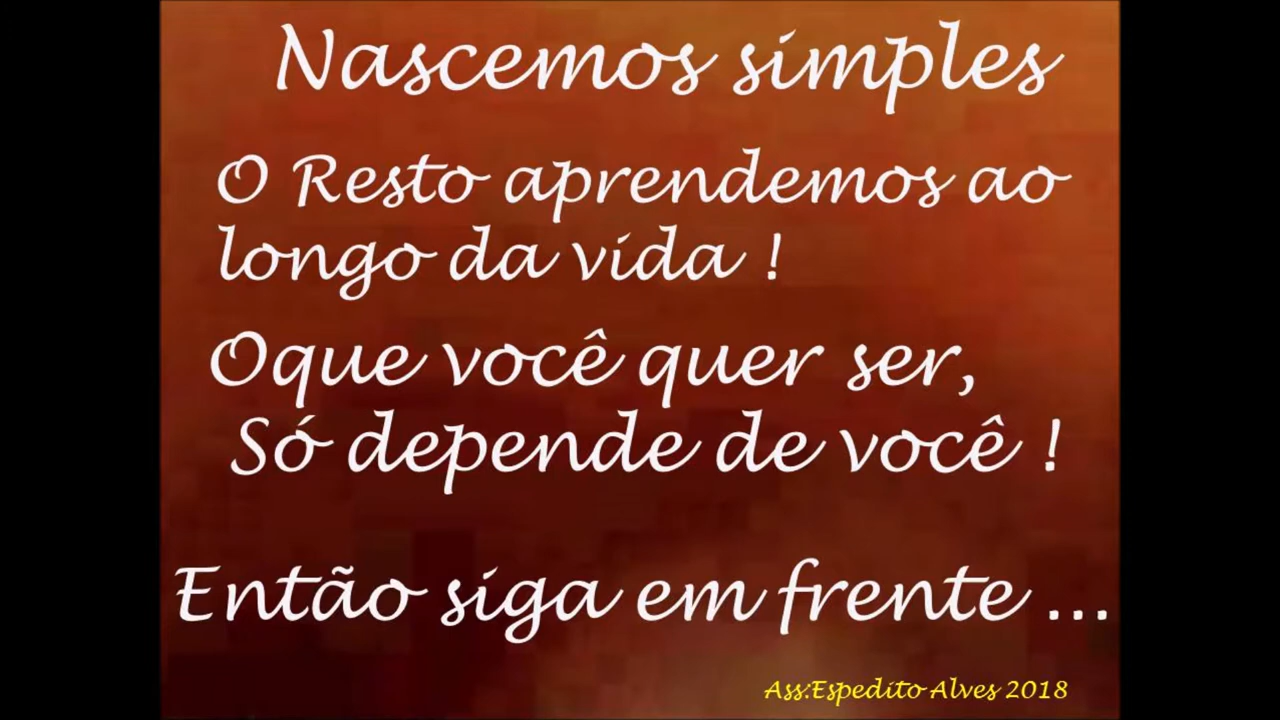 Nascemos simples
O Resto aprendemos ao
longo da vida !
Oque você quer ser,
Só depende de você !
Então siga em frente ...
Ass:Espedito Alves 2018